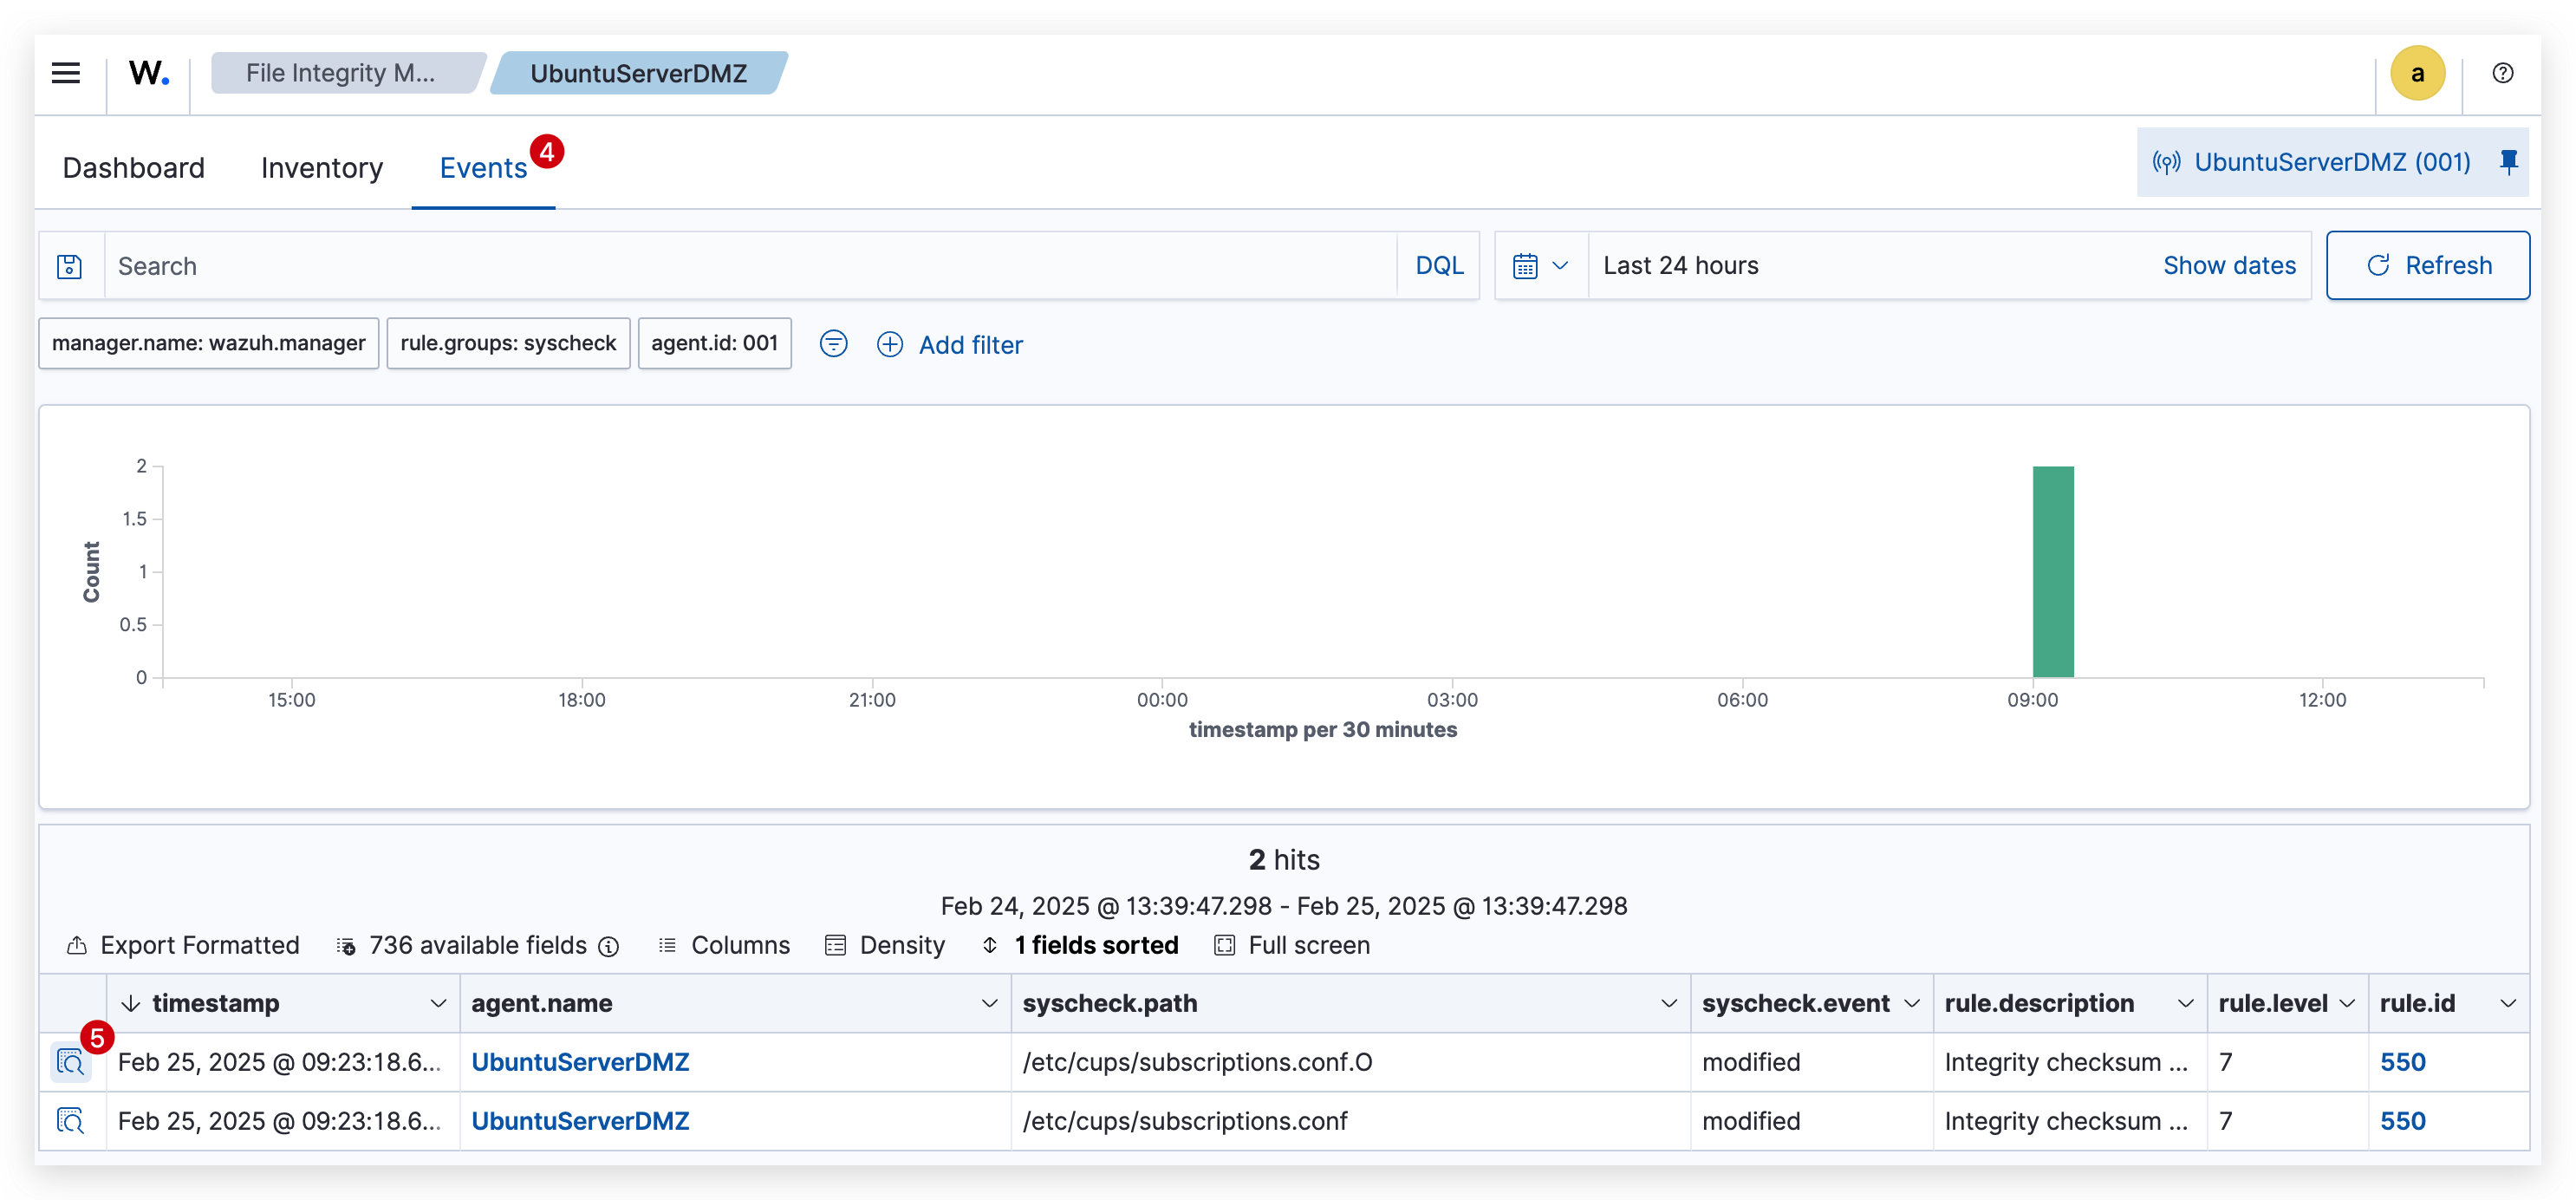 W. File Integrity M... UbuntuServerDMZ a ?
Dashboard Inventory Events 4 UbuntuServerDMZ (001)
Search DQL Last 24 hours Show dates Refresh
manager.name: wazuh.manager rule.groups: syscheck agent.id: 001 Add filter
2
1.5
1
0.5
0
Count
15:00 18:00 21:00 00:00 03:00 06:00 09:00 12:00
timestamp per 30 minutes
2 hits
Feb 24, 2025 @ 13:39:47.298 - Feb 25, 2025 @ 13:39:47.298
Export Formatted 736 available fields Columns Density 1 fields sorted Full screen
timestamp agent.name syscheck.path syscheck.event rule.description rule.level rule.id
5 Feb 25, 2025 @ 09:23:18.6... UbuntuServerDMZ /etc/cups/subscriptions.conf.O modified Integrity checksum ... 7 550
Feb 25, 2025 @ 09:23:18.6... UbuntuServerDMZ /etc/cups/subscriptions.conf modified Integrity checksum ... 7 550